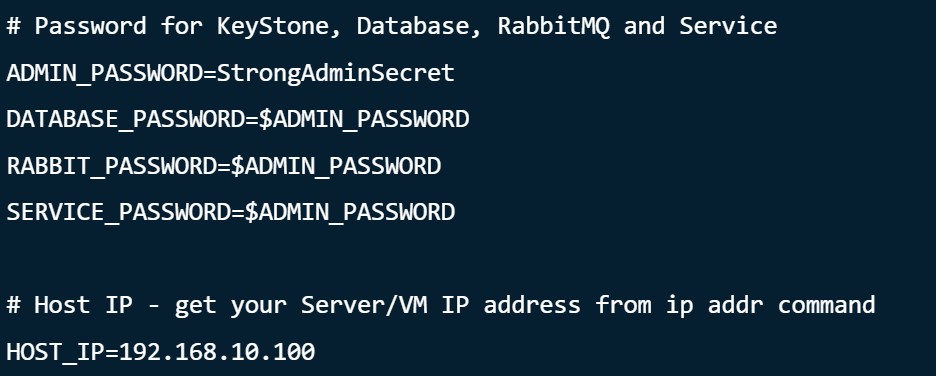 # Password for KeyStone, Database, RabbitMQ and Service
ADMIN_PASSWORD=StrongAdminSecret
DATABASE_PASSWORD=$ADMIN_PASSWORD
RABBIT_PASSWORD=$ADMIN_PASSWORD
SERVICE_PASSWORD=$ADMIN_PASSWORD
# Host IP - get your Server/VM IP address from ip addr command
HOST_IP=192.168.10.100